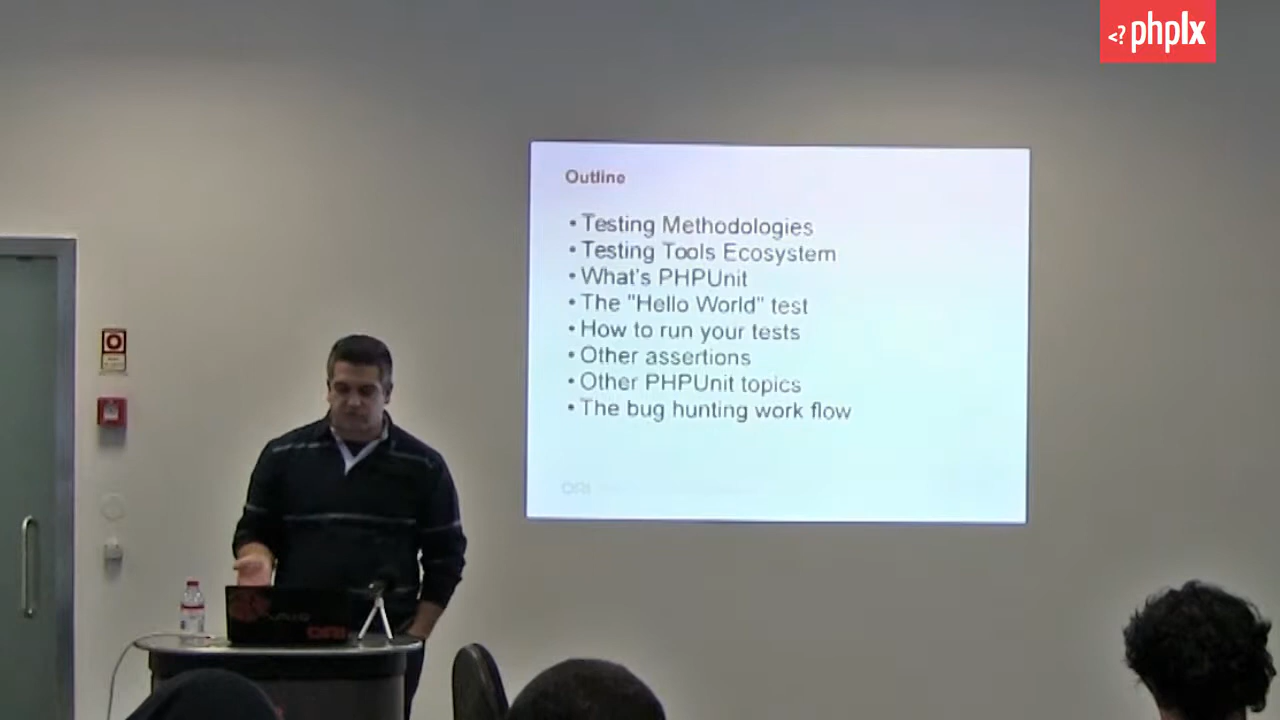 <? phplx
Outline
• Testing Methodologies
• Testing Tools Ecosystem
• What's PHPUnit
• The "Hello World" test
• How to run your tests
• Other assertions
• Other PHPUnit topics
• The bug hunting work flow
DRI